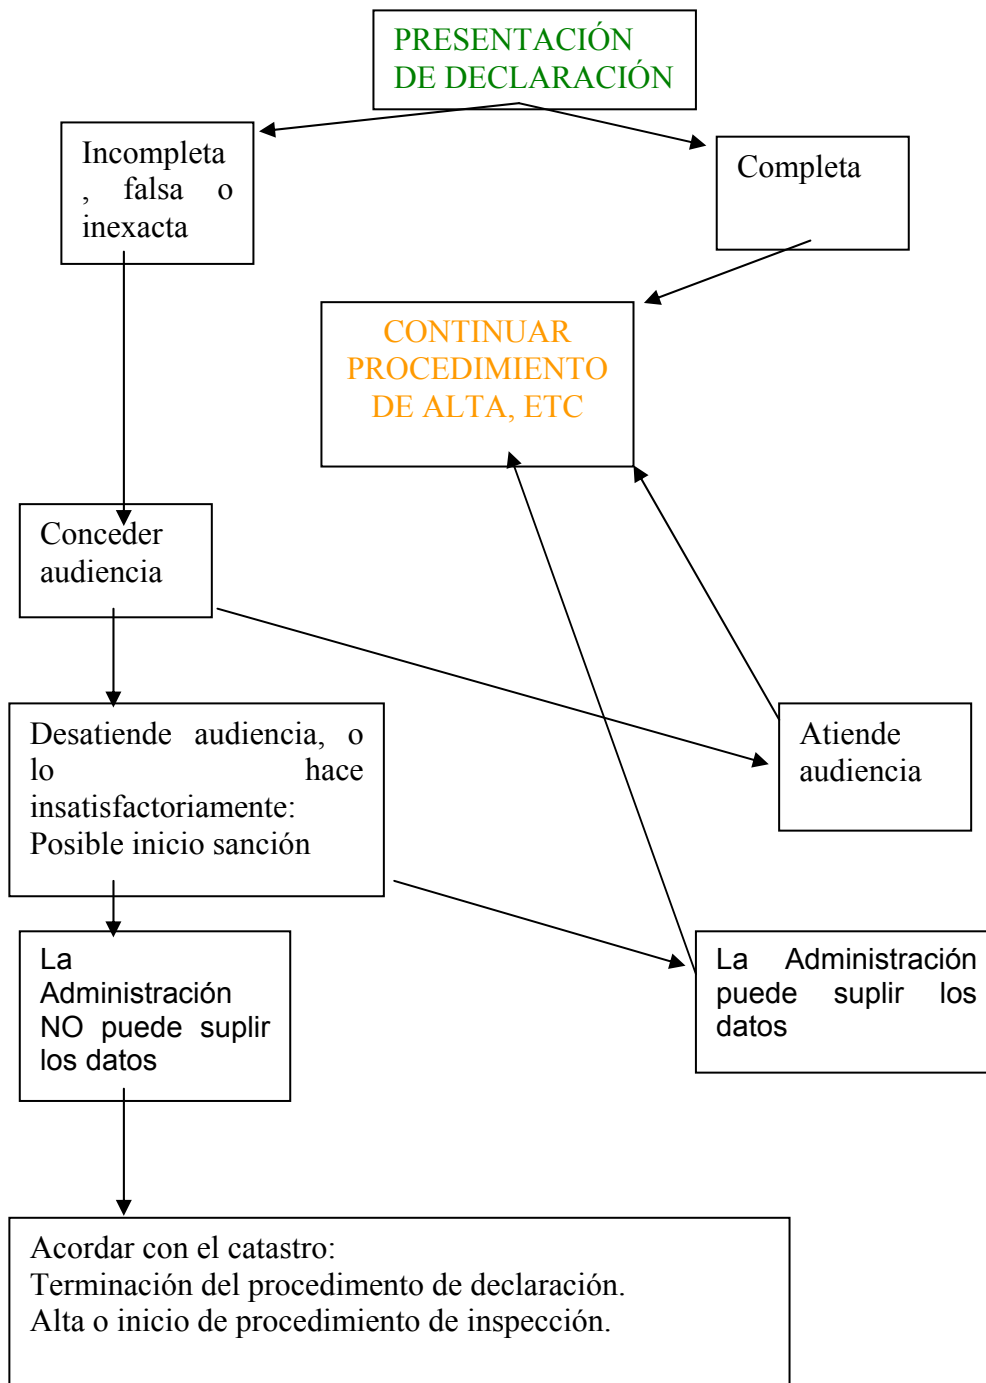 PRESENTACIÓN
DE DECLARACIÓN
Incompleta
, falsa o
inexacta
Completa
CONTINUAR
PROCEDIMIENTO
DE ALTA, ETC
Conceder
audiencia
Desatiende audiencia, o
lo hace
insatisfactoriamente:
Posible inicio sanción
Atiende
audiencia
La
Administración
NO puede suplir
los datos
La Administración
puede suplir los
datos
Acordar con el catastro:
Terminación del procedimento de declaración.
Alta o inicio de procedimiento de inspección.